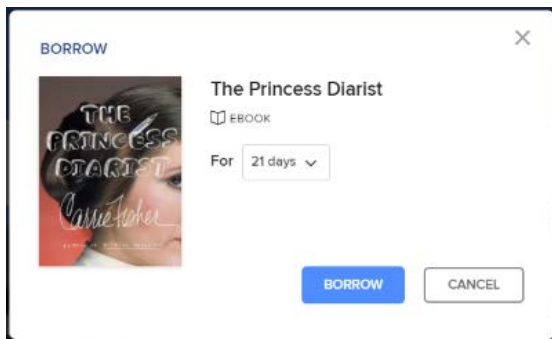 BORROW
THE
PRINCESS
DIARIST
Carrie Fisher
The Princess Diarist
EBOOK
For 21 days
BORROW
CANCEL